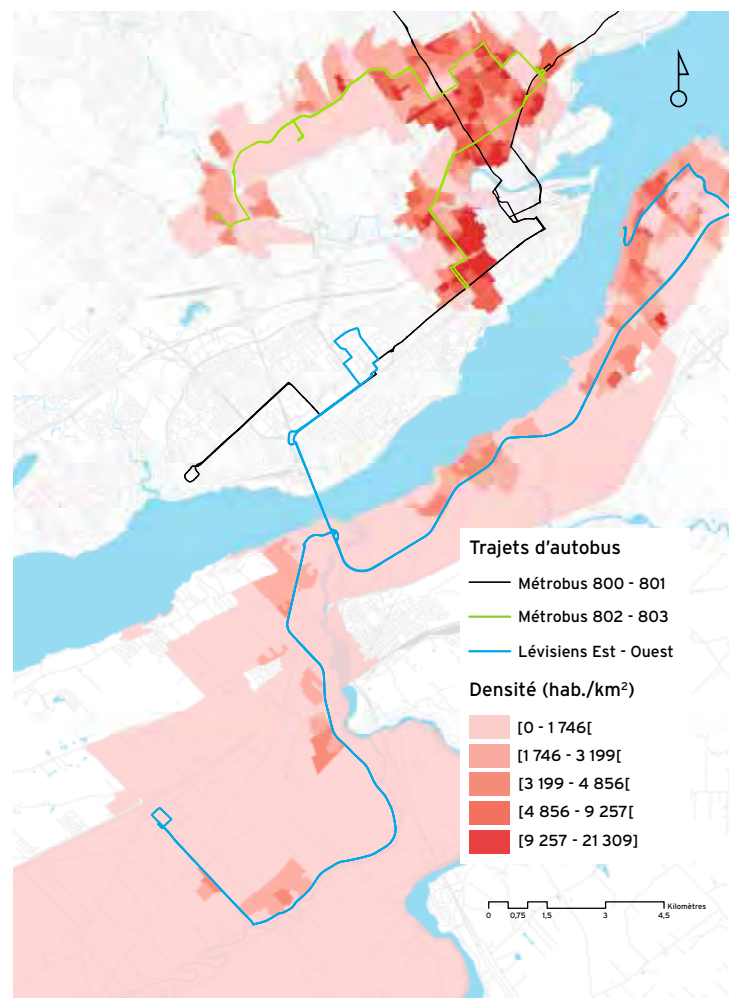 Trajets d'autobus
Métrobus 800 - 801
Métrobus 802 - 803
Lévisiens Est - Ouest
Densité (hab./km²)
[0 - 1 746[
[1 746 - 3 199[
[3 199 - 4 856[
[4 856 - 9 257[
[9 257 - 21 309]
Kilomètres
0 0,75 1,5 3 4,5